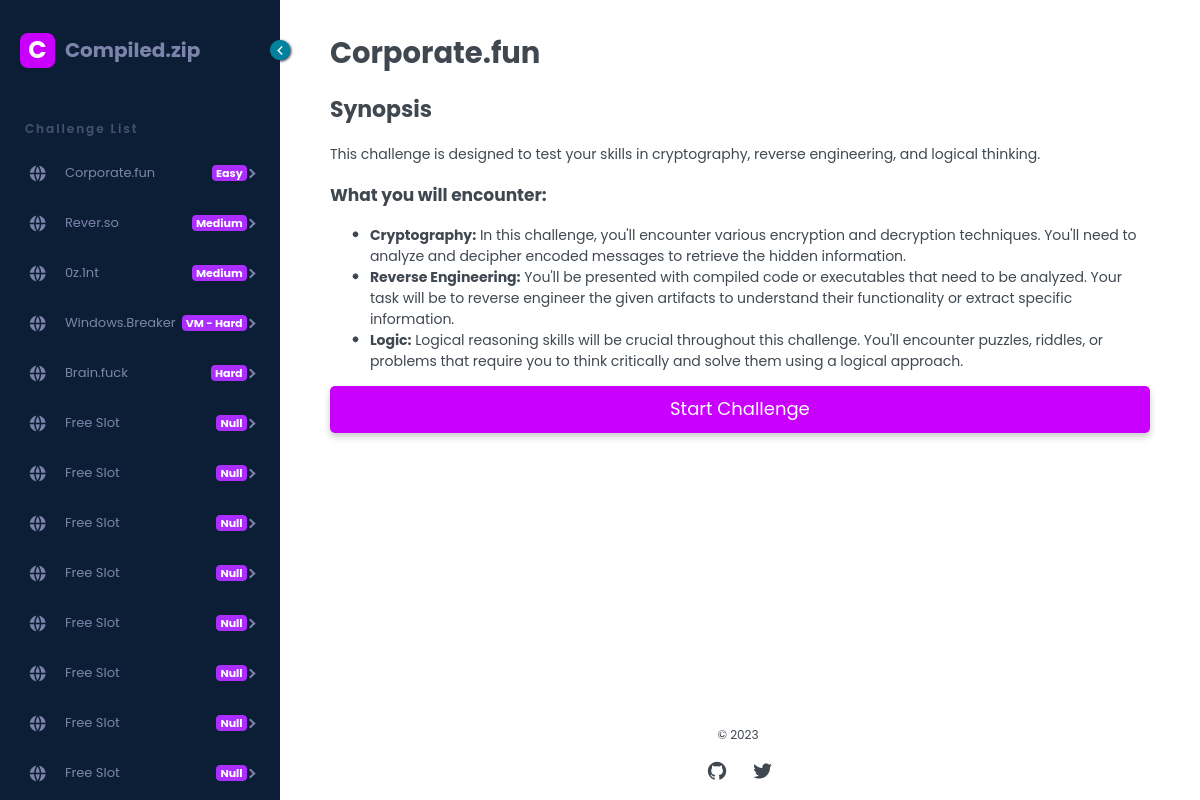 C Compiled.zip
Challenge List
Corporate.fun Easy
Rever.so Medium
0z.1nt Medium
Windows.Breaker VM - Hard
Brain.fuck Hard
Free Slot Null
Free Slot Null
Free Slot Null
Free Slot Null
Free Slot Null
Free Slot Null
Free Slot Null
Free Slot Null
Corporate.fun
Synopsis
This challenge is designed to test your skills in cryptography, reverse engineering, and logical thinking.
What you will encounter:
Cryptography: In this challenge, you'll encounter various encryption and decryption techniques. You'll need to
analyze and decipher encoded messages to retrieve the hidden information.
Reverse Engineering: You'll be presented with compiled code or executables that need to be analyzed. Your
task will be to reverse engineer the given artifacts to understand their functionality or extract specific
information.
Logic: Logical reasoning skills will be crucial throughout this challenge. You'll encounter puzzles, riddles, or
problems that require you to think critically and solve them using a logical approach.
Start Challenge
© 2023